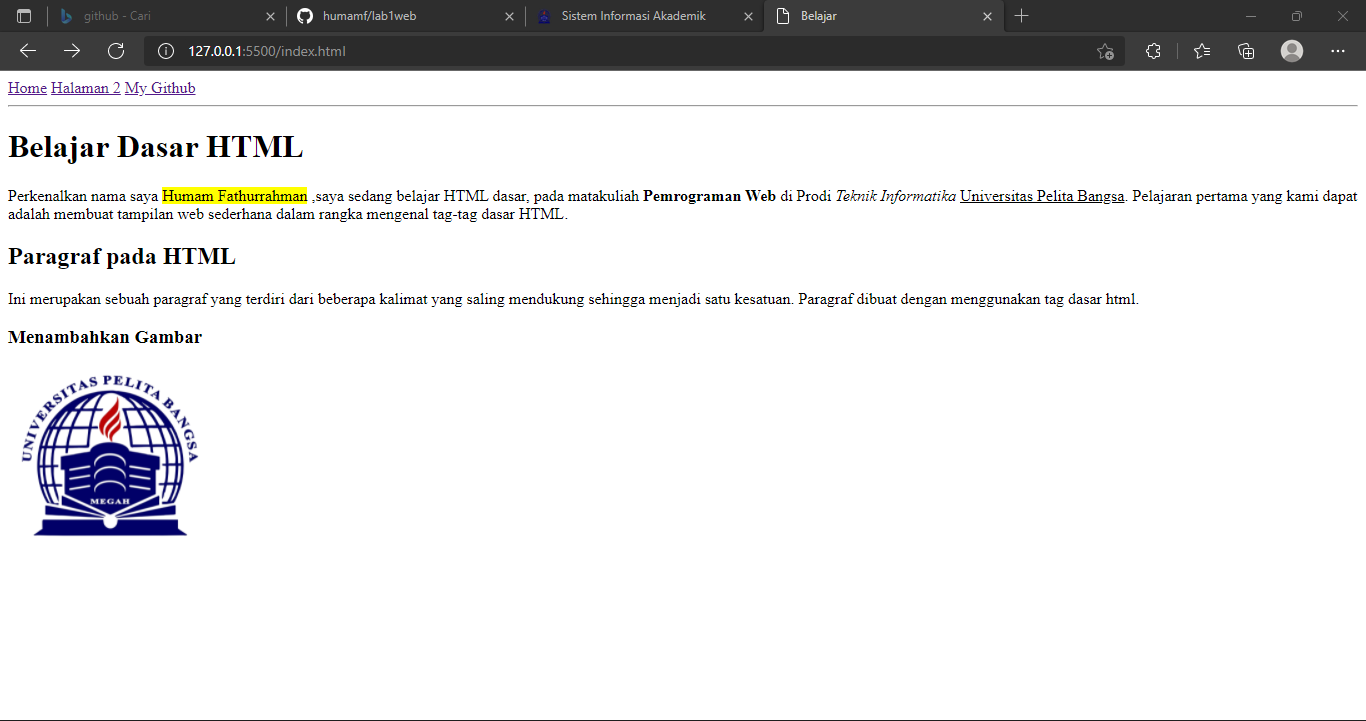 github - Cari
humamf/lab1web
Sistem Informasi Akademik
Belajar
127.0.0.1:5500/index.html
Home Halaman 2 My Github
Belajar Dasar HTML
Perkenalkan nama saya Humam Fathurrahman ,saya sedang belajar HTML dasar, pada matakuliah Pemrograman Web di Prodi Teknik Informatika Universitas Pelita Bangsa. Pelajaran pertama yang kami dapat
adalah membuat tampilan web sederhana dalam rangka mengenal tag-tag dasar HTML.
Paragraf pada HTML
Ini merupakan sebuah paragraf yang terdiri dari beberapa kalimat yang saling mendukung sehingga menjadi satu kesatuan. Paragraf dibuat dengan menggunakan tag dasar html.
Menambahkan Gambar
UNIVERSITAS PELITA BANGSA
MEGAH